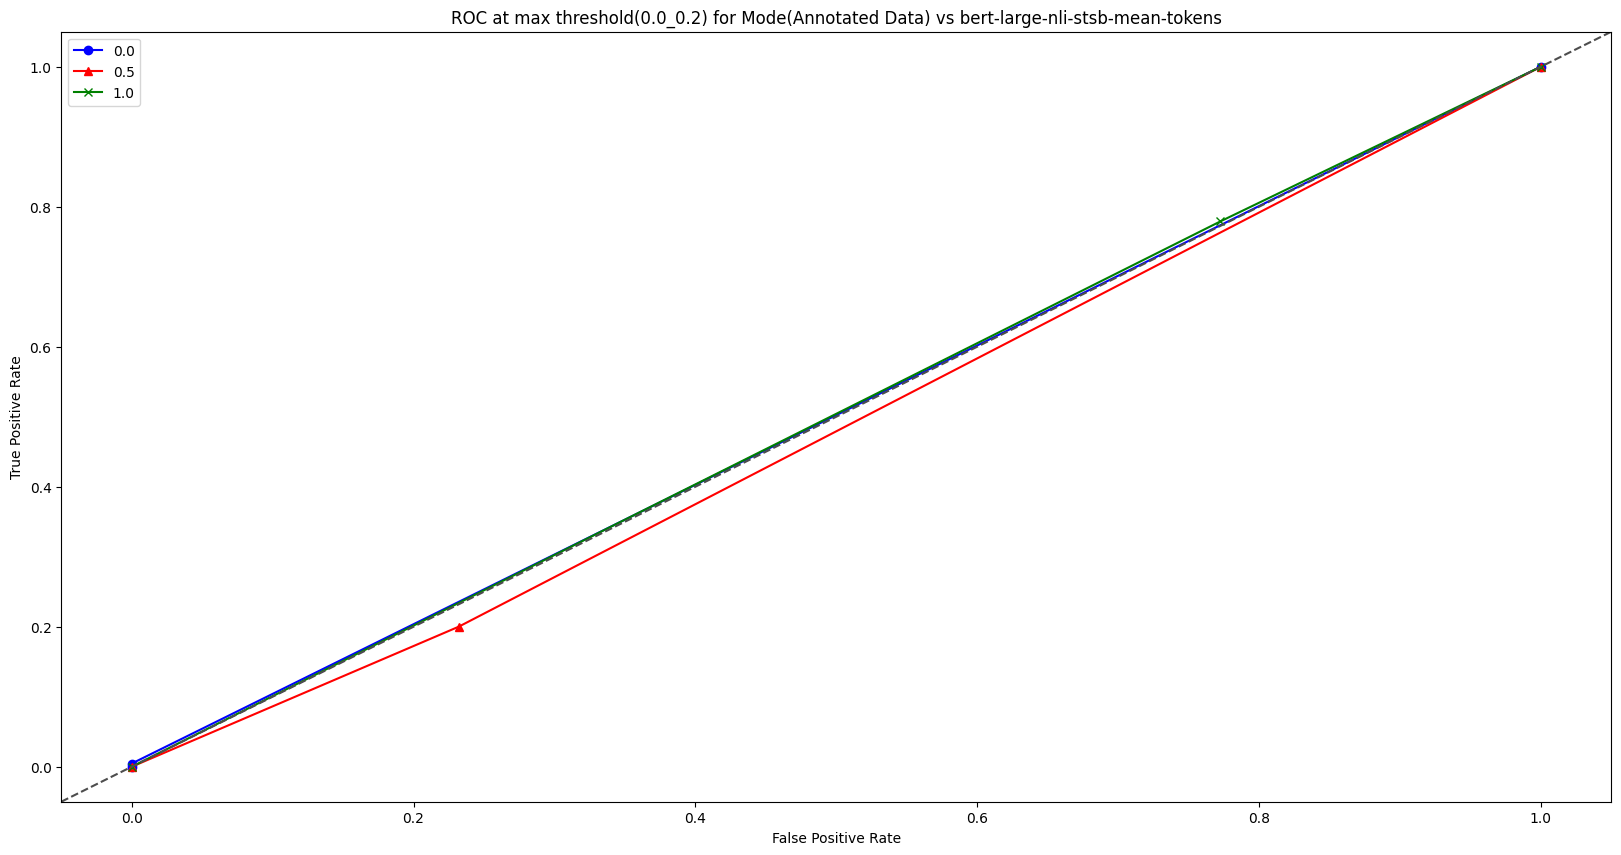 ROC at max threshold(0.0_0.2) for Mode(Annotated Data) vs bert-large-nli-stsb-mean-tokens
0.0
0.5
1.0
1.0
0.8
0.6
0.4
0.2
0.0
True Positive Rate
0.0 0.2 0.4 0.6 0.8 1.0
False Positive Rate